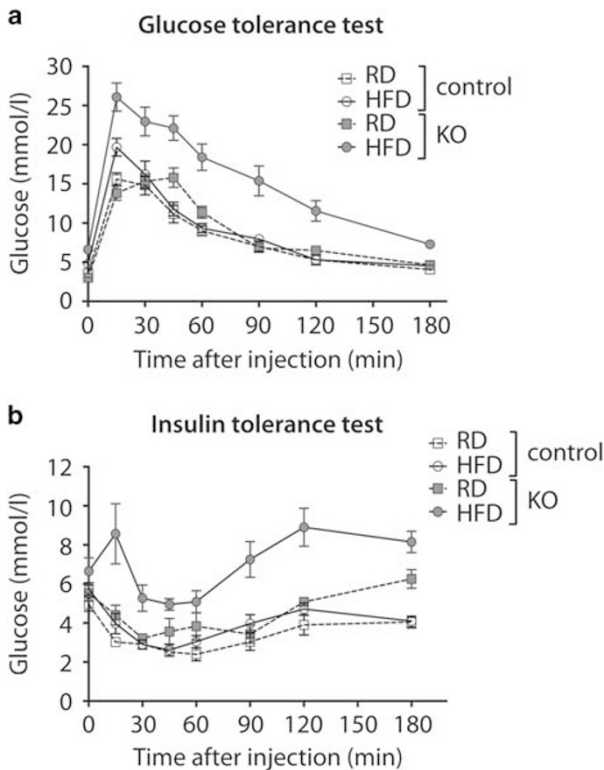 a
Glucose tolerance test
30
25
20
15
10
5
0
Glucose (mmol/l)
RD
HFD
control
RD
HFD
KO
0 30 60 90 120 150 180
Time after injection (min)
b
Insulin tolerance test
12
10
8
6
4
2
0
Glucose (mmol/l)
RD
HFD
control
RD
HFD
KO
0 30 60 90 120 150 180
Time after injection (min)